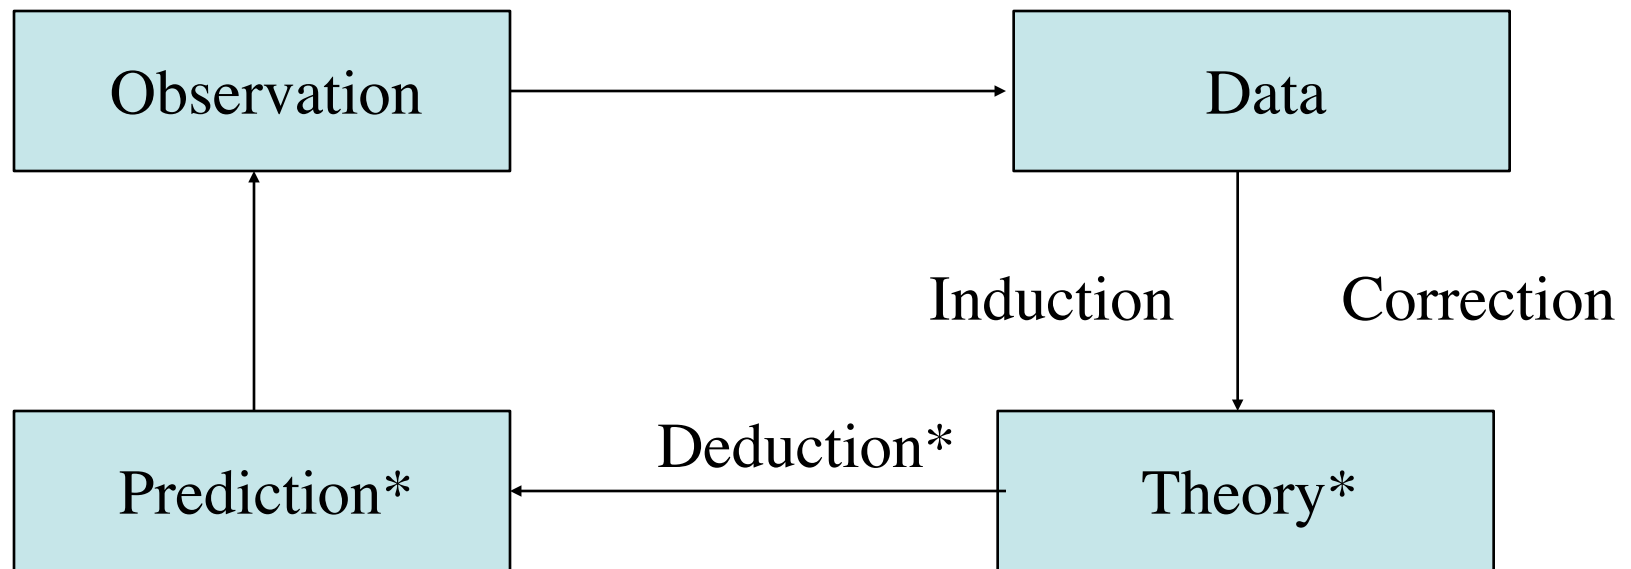 Observation
Data
Induction
Correction
Deduction*
Prediction*
Theory*